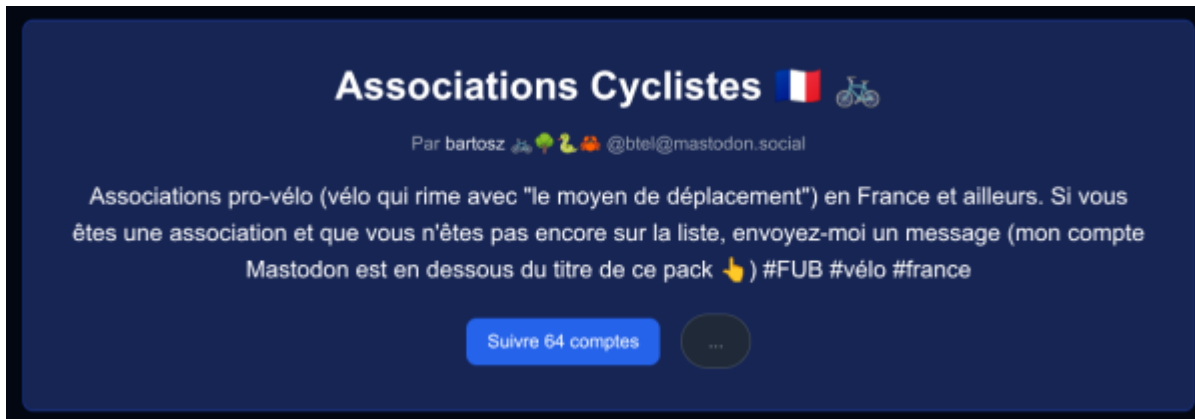 Associations Cyclistes 🇫🇷 🚲
Par bartosz 🚲🌳🐍🦀 @btel@mastodon.social
Associations pro-vélo (vélo qui rime avec "le moyen de déplacement") en France et ailleurs. Si vous
êtes une association et que vous n'êtes pas encore sur la liste, envoyez-moi un message (mon compte
Mastodon est en dessous du titre de ce pack 👆) #FUB #vélo #france
Suivre 64 comptes
...